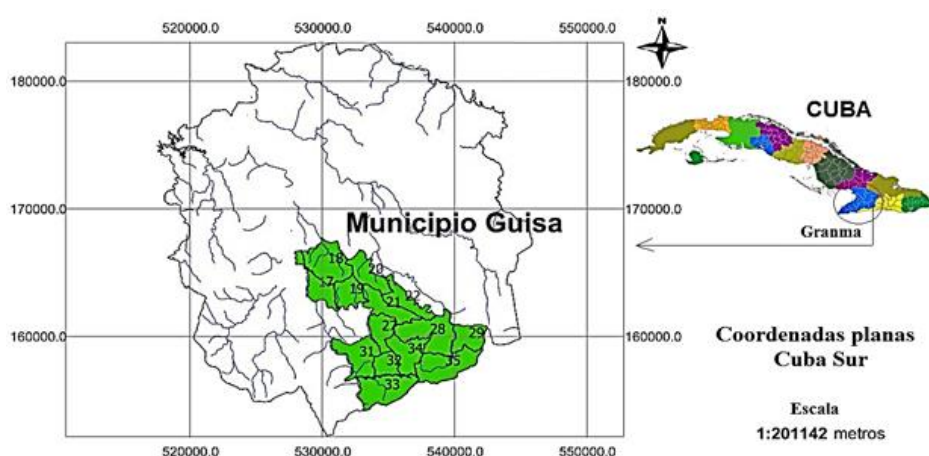 520000.0 530000.0 540000.0 550000.0
N
180000.0 180000.0
CUBA
170000.0 170000.0
Municipio Guisa
Granma
18
20
17 19
22
21
160000.0 160000.0
27 28 29
31 32 34 35
33
Coordenadas planas
Cuba Sur
Escala
1:201142 metros
520000.0 530000.0 540000.0 550000.0